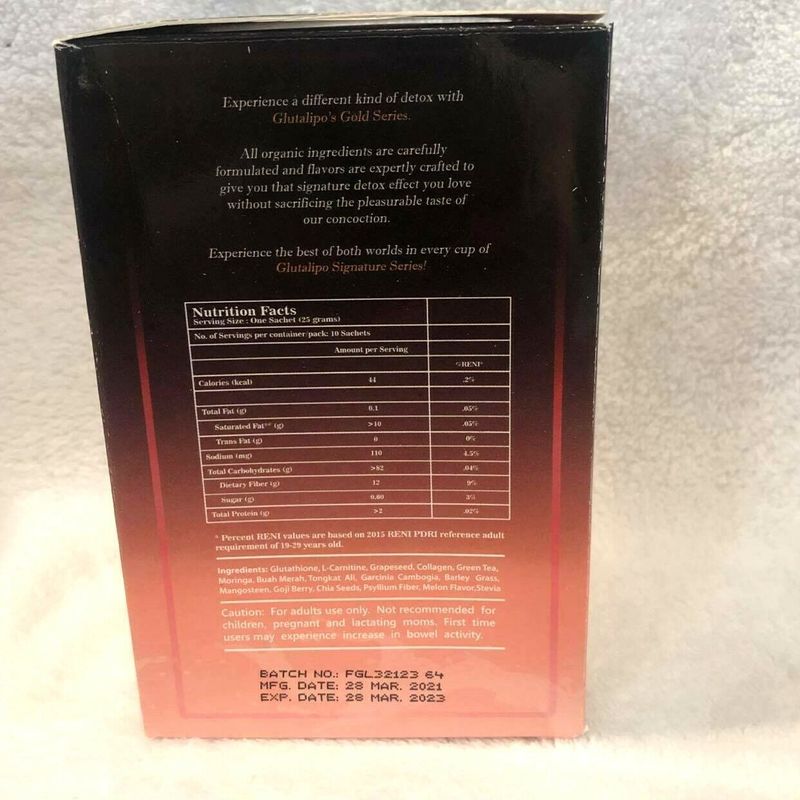 Experience a different kind of detox with
Glutalipo's Gold Series.
All organic ingredients are carefully
formulated and flavors are expertly crafted to
give you that signature detox effect you love
without sacrificing the pleasurable taste of
our concoction.
Experience the best of both worlds in every cup of
Glutalipo Signature Series!
Nutrition Facts
Serving Size : One Sachet (25 grams)
No. of Servings per container/pack: 10 Sachets
Amount per Serving
%RENI*
Calories (kcal) 44 .2%
Total Fat (g) 0.1 .05%
Saturated Fat** (g) >10 .05%
Trans Fat (g) 0 0%
Sodium (mg) 110 4.5%
Total Carbohydrates (g) >82 .04%
Dietary Fiber (g) 12 9%
Sugar (g) 0.60 3%
Total Protein (g) >2 .02%
* Percent RENI values are based on 2015 RENI PDRI reference adult
requirement of 19-29 years old.
Ingredients: Glutathione, L-Carnitine, Grapeseed, Collagen, Green Tea,
Moringa, Buah Merah, Tongkat Ali, Garcinia Cambogia, Barley Grass,
Mangosteen, Goji Berry, Chia Seeds, Psyllium Fiber, Melon Flavor,Stevia
Caution: For adults use only. Not recommended for
children, pregnant and lactating moms. First time
users may experience increase in bowel activity.
BATCH NO.: FGL32123 64
MFG. DATE: 28 MAR. 2021
EXP. DATE: 28 MAR. 2023